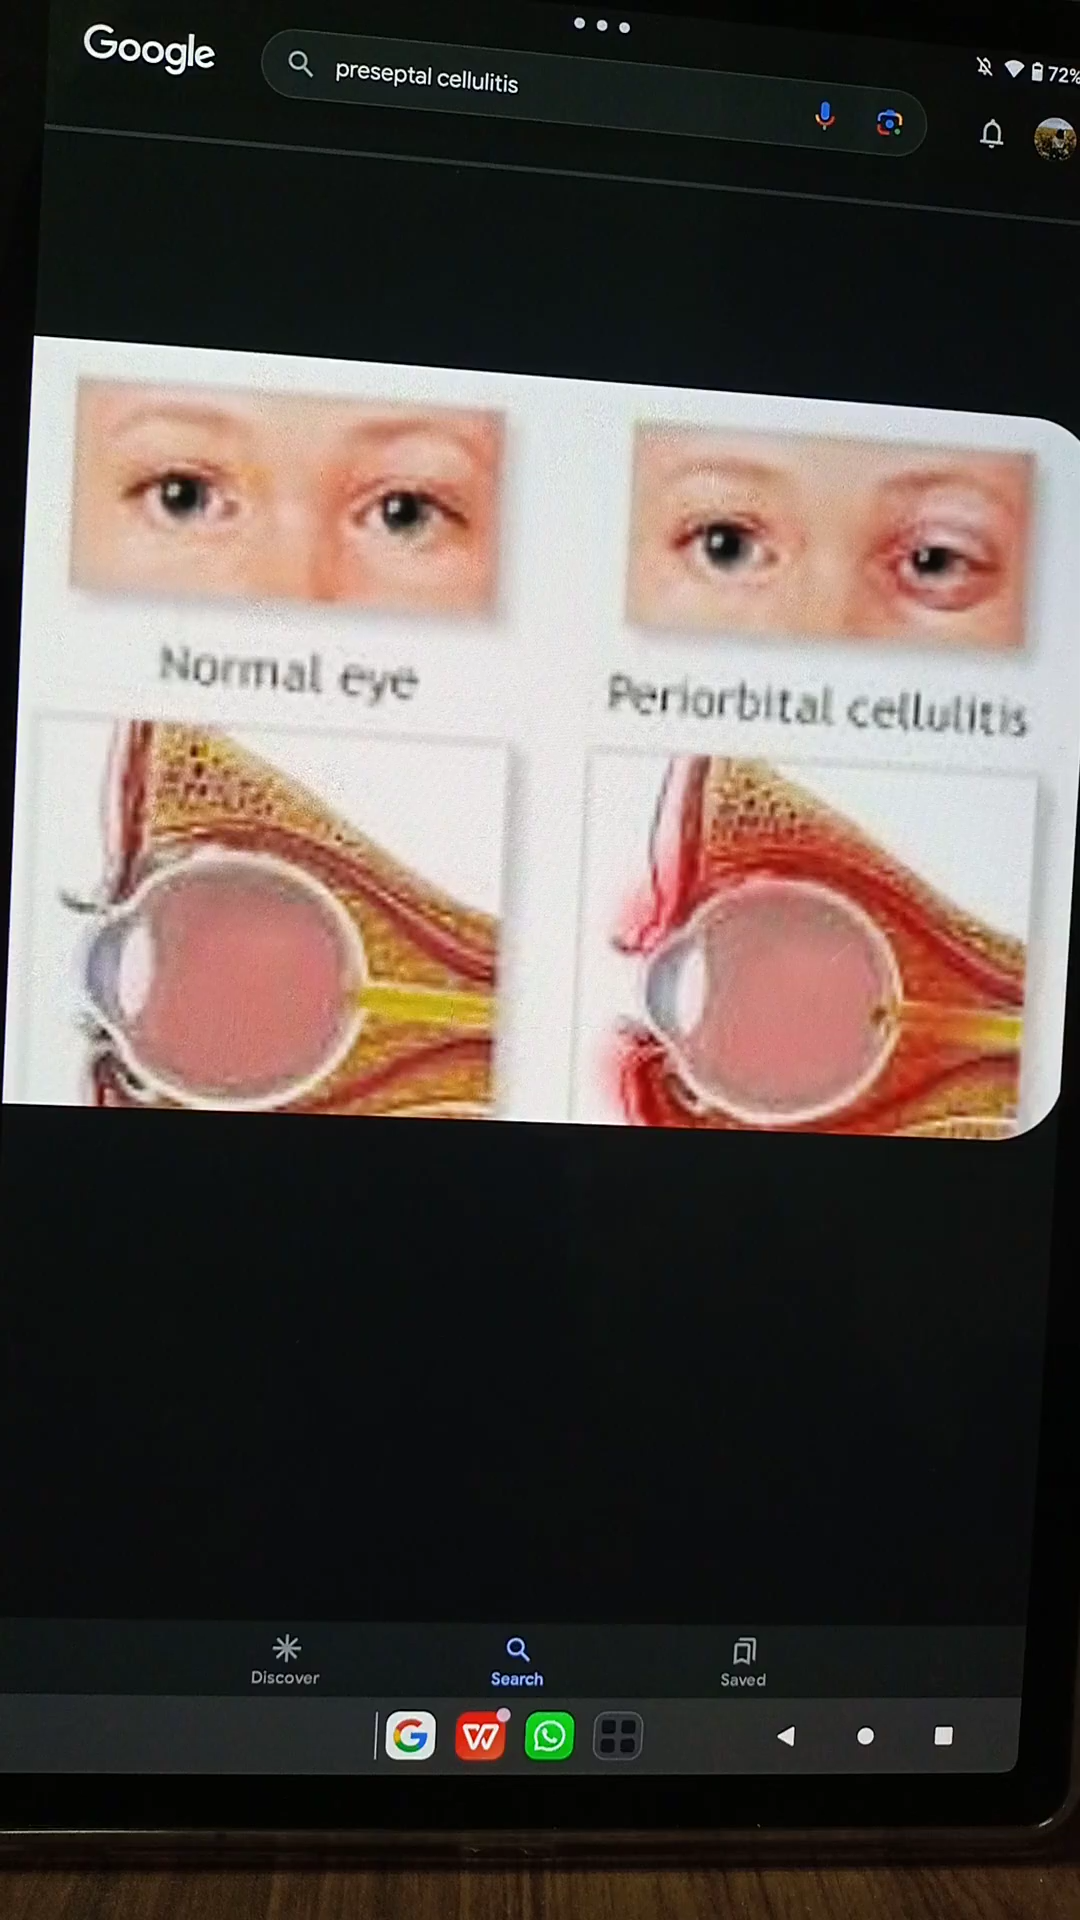 Google
preseptal cellulitis
72%
Normal eye
Periorbital cellulitis
Discover
Search
Saved